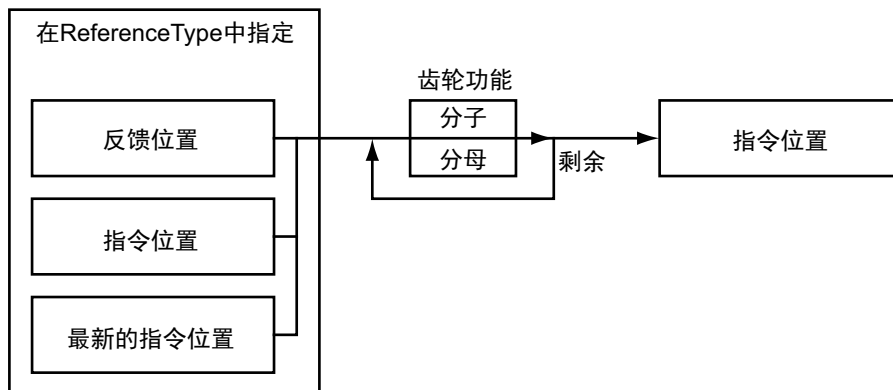 在ReferenceType中指定
反馈位置
指令位置
最新的指令位置
齿轮功能
分子
分母
剩余
指令位置